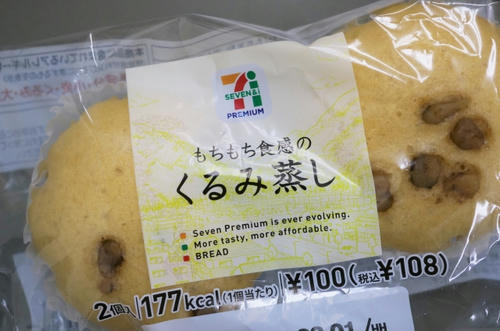 SEVEN&i
PREMIUM
もちもち食感の
くるみ蒸し
Seven Premium is ever evolving.
More tasty, more affordable.
BREAD
2個入 177kcal(1個当たり) ¥100(税込¥108)